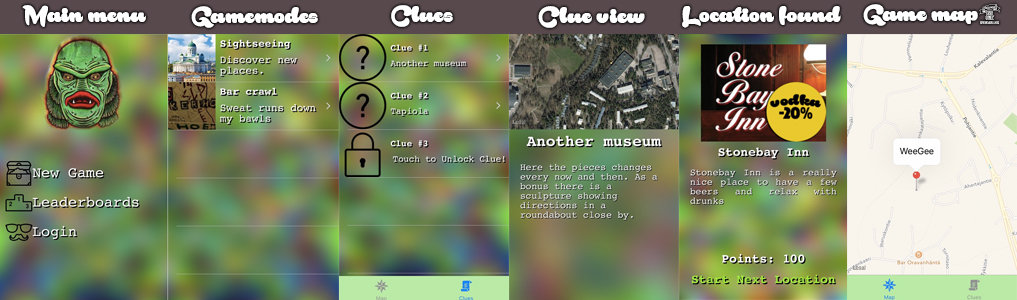 Main menu
New Game
Leaderboards
Login
Gamemodes
Sightseeing
Discover new
places.
Bar crawl
Sweat runs down
my bawls
Clues
?
Clue #1
Another museum
?
Clue #2
Tapiola
Clue #3
Touch to Unlock Clue!
Map
Clues
Clue view
Another museum
Here the pieces changes
every now and then. As a
bonus there is a
sculpture showing
directions in a
roundabout close by.
Location found
Stone
Bay
Inn
vodka
-20%
Stonebay Inn
Stonebay Inn is a really
nice place to have a few
beers and relax with
drunks
Points: 100
Start Next Location
Game map
Kalevalantie
Pohjantie
WeeGee
Ahertajantie
Bar Oravanhäntä
Legal
Map
Clues